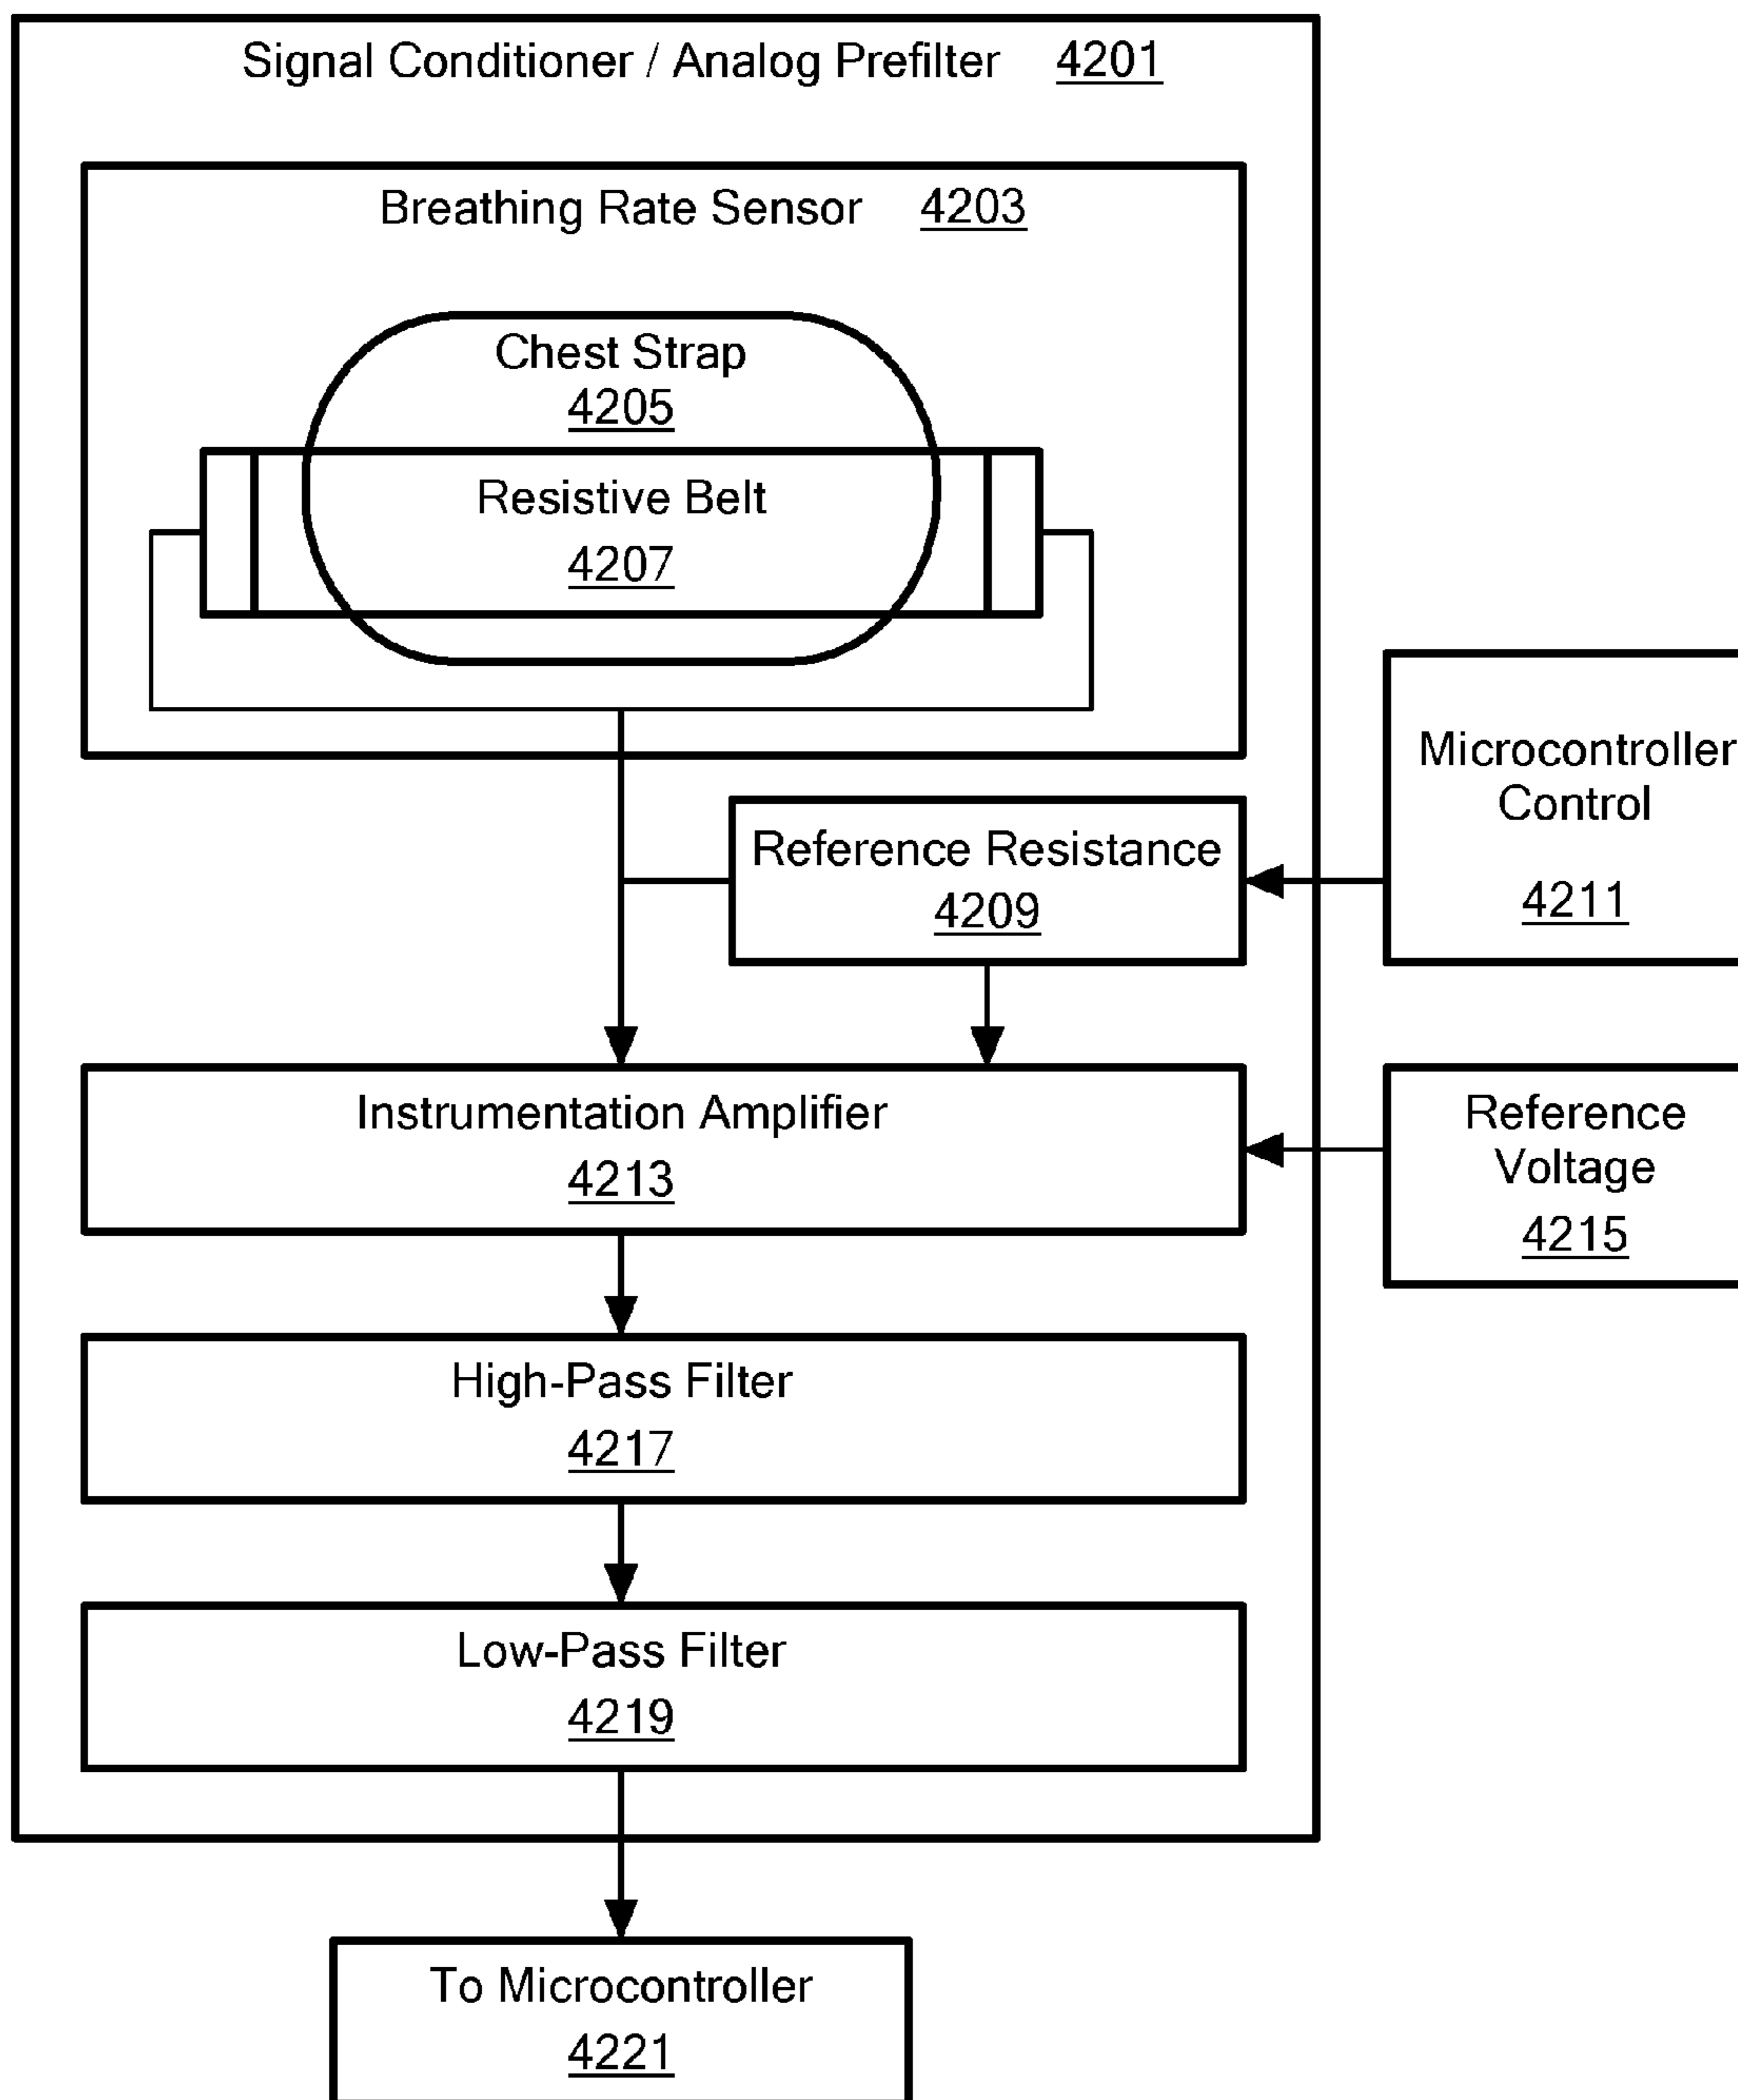 Signal Conditioner / Analog Prefilter 4201
Breathing Rate Sensor 4203
Chest Strap
4205
Resistive Belt
4207
Microcontroller
Control
4211
Reference Resistance
4209
Instrumentation Amplifier
4213
Reference
Voltage
4215
High-Pass Filter
4217
Low-Pass Filter
4219
To Microcontroller
4221